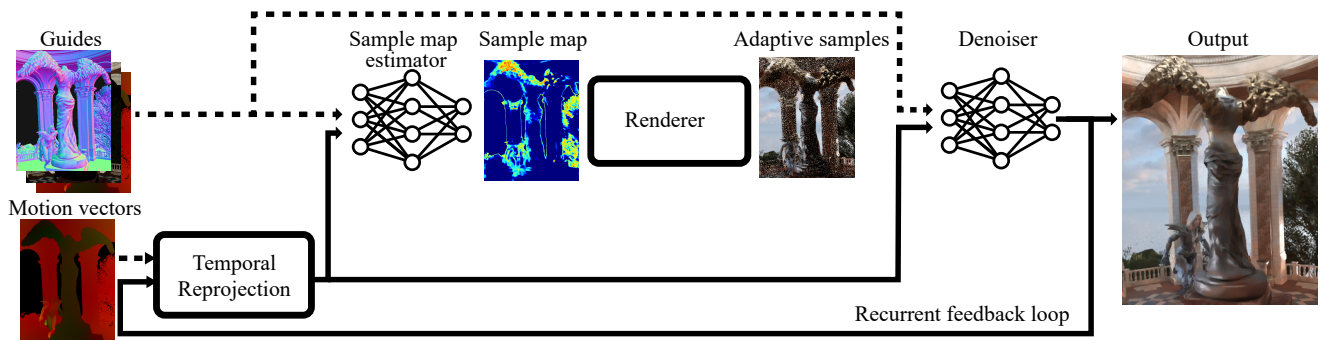 Guides
Sample map
estimator
Sample map
Adaptive samples
Denoiser
Output
Renderer
Motion vectors
Temporal
Reprojection
Recurrent feedback loop